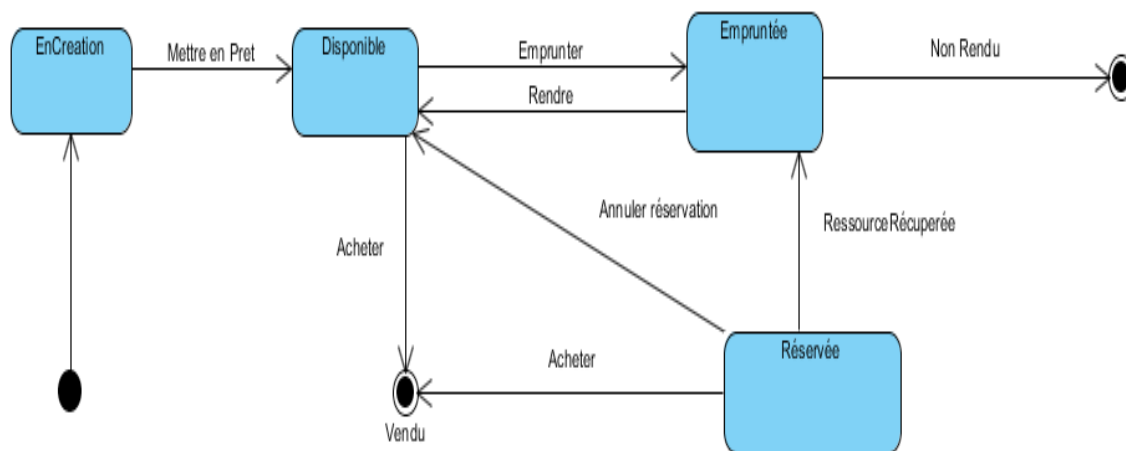 EnCreation
Mettre en Pret
Disponible
Emprunter
Rendre
Empruntée
Non Rendu
Annuler réservation
RessourceRécuperée
Acheter
Réservée
Acheter
Vendu